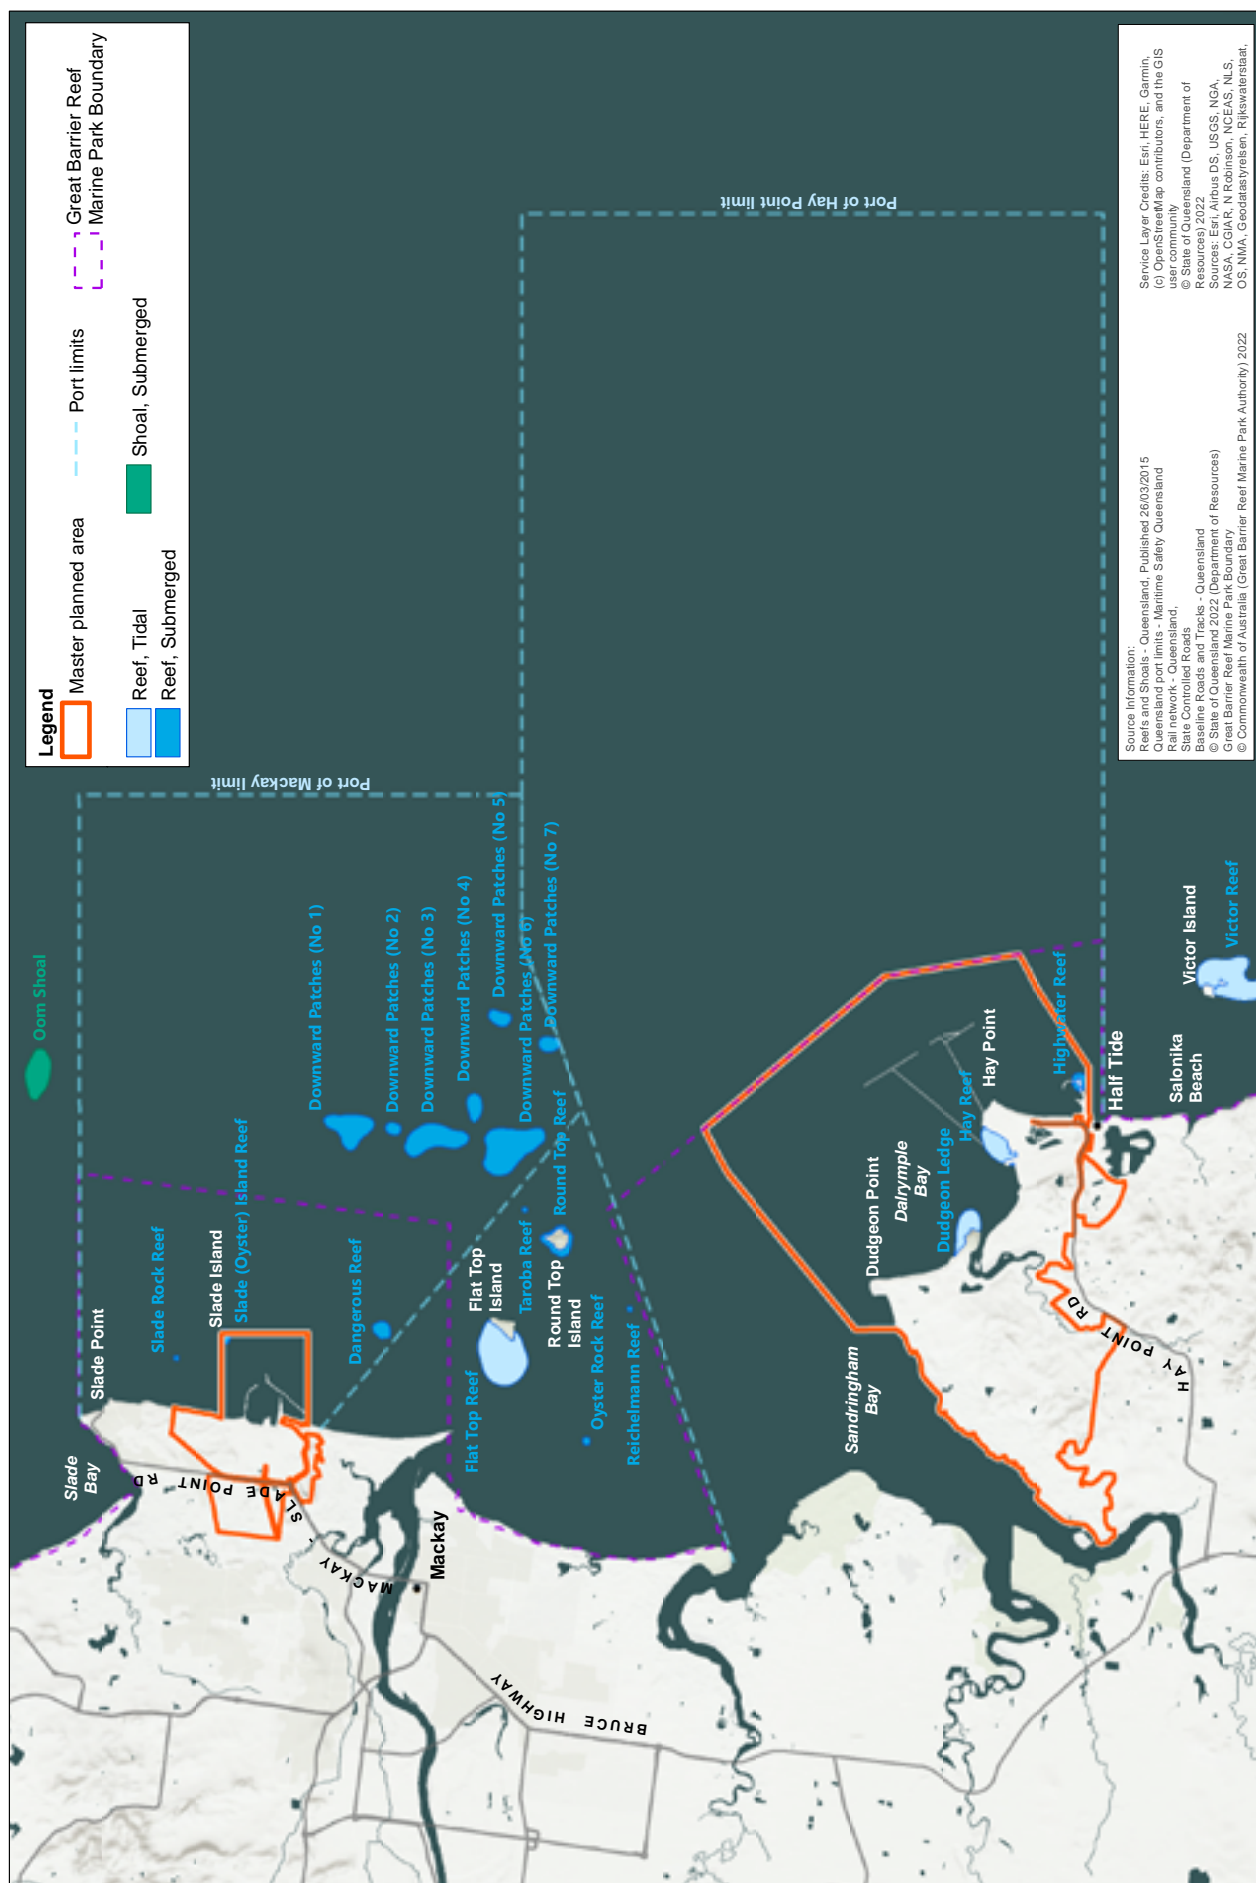 Legend
Master planned area
Port limits
Great Barrier Reef
Marine Park Boundary
Reef, Tidal
Reef, Submerged
Shoal, Submerged
Oom Shoal
Port of Mackay limit
Port of Hay Point limit
Slade Point
Slade
Bay
Slade Rock Reef
Slade Island
Slade (Oyster) Island Reef
Dangerous Reef
Downward Patches (No 1)
Downward Patches (No 2)
Downward Patches (No 3)
Downward Patches (No 4)
Downward Patches (No 5)
Downward Patches (No 6)
Downward Patches (No 7)
Flat Top Reef
Flat Top
Island
Taroba Reef
Round Top Reef
Round Top
Island
Oyster Rock Reef
Reichelmann Reef
MACKAY - SLADE POINT RD
Mackay
BRUCE HIGHWAY
Sandringham
Bay
Dudgeon Point
Dalrymple
Bay
Dudgeon Ledge
Hay Reef
Hay Point
Highwater Reef
Half Tide
HAY POINT RD
Salonika
Beach
Victor Island
Victor Reef
Source Information:
Reefs and Shoals - Queensland, Published 26/03/2015
Queensland port limits - Maritime Safety Queensland
Rail network - Queensland,
State Controlled Roads
Baseline Roads and Tracks - Queensland
© State of Queensland 2022 (Department of Resources)
Great Barrier Reef Marine Park Boundary
© Commonwealth of Australia (Great Barrier Reef Marine Park Authority) 2022
Service Layer Credits: Esri, HERE, Garmin,
(c) OpenStreetMap contributors, and the GIS
user community
© State of Queensland (Department of
Resources) 2022
Sources: Esri, Airbus DS, USGS, NGA,
NASA, CGIAR, N Robinson, NCEAS, NLS,
OS, NMA, Geodatastyrelsen, Rijkswaterstaat,